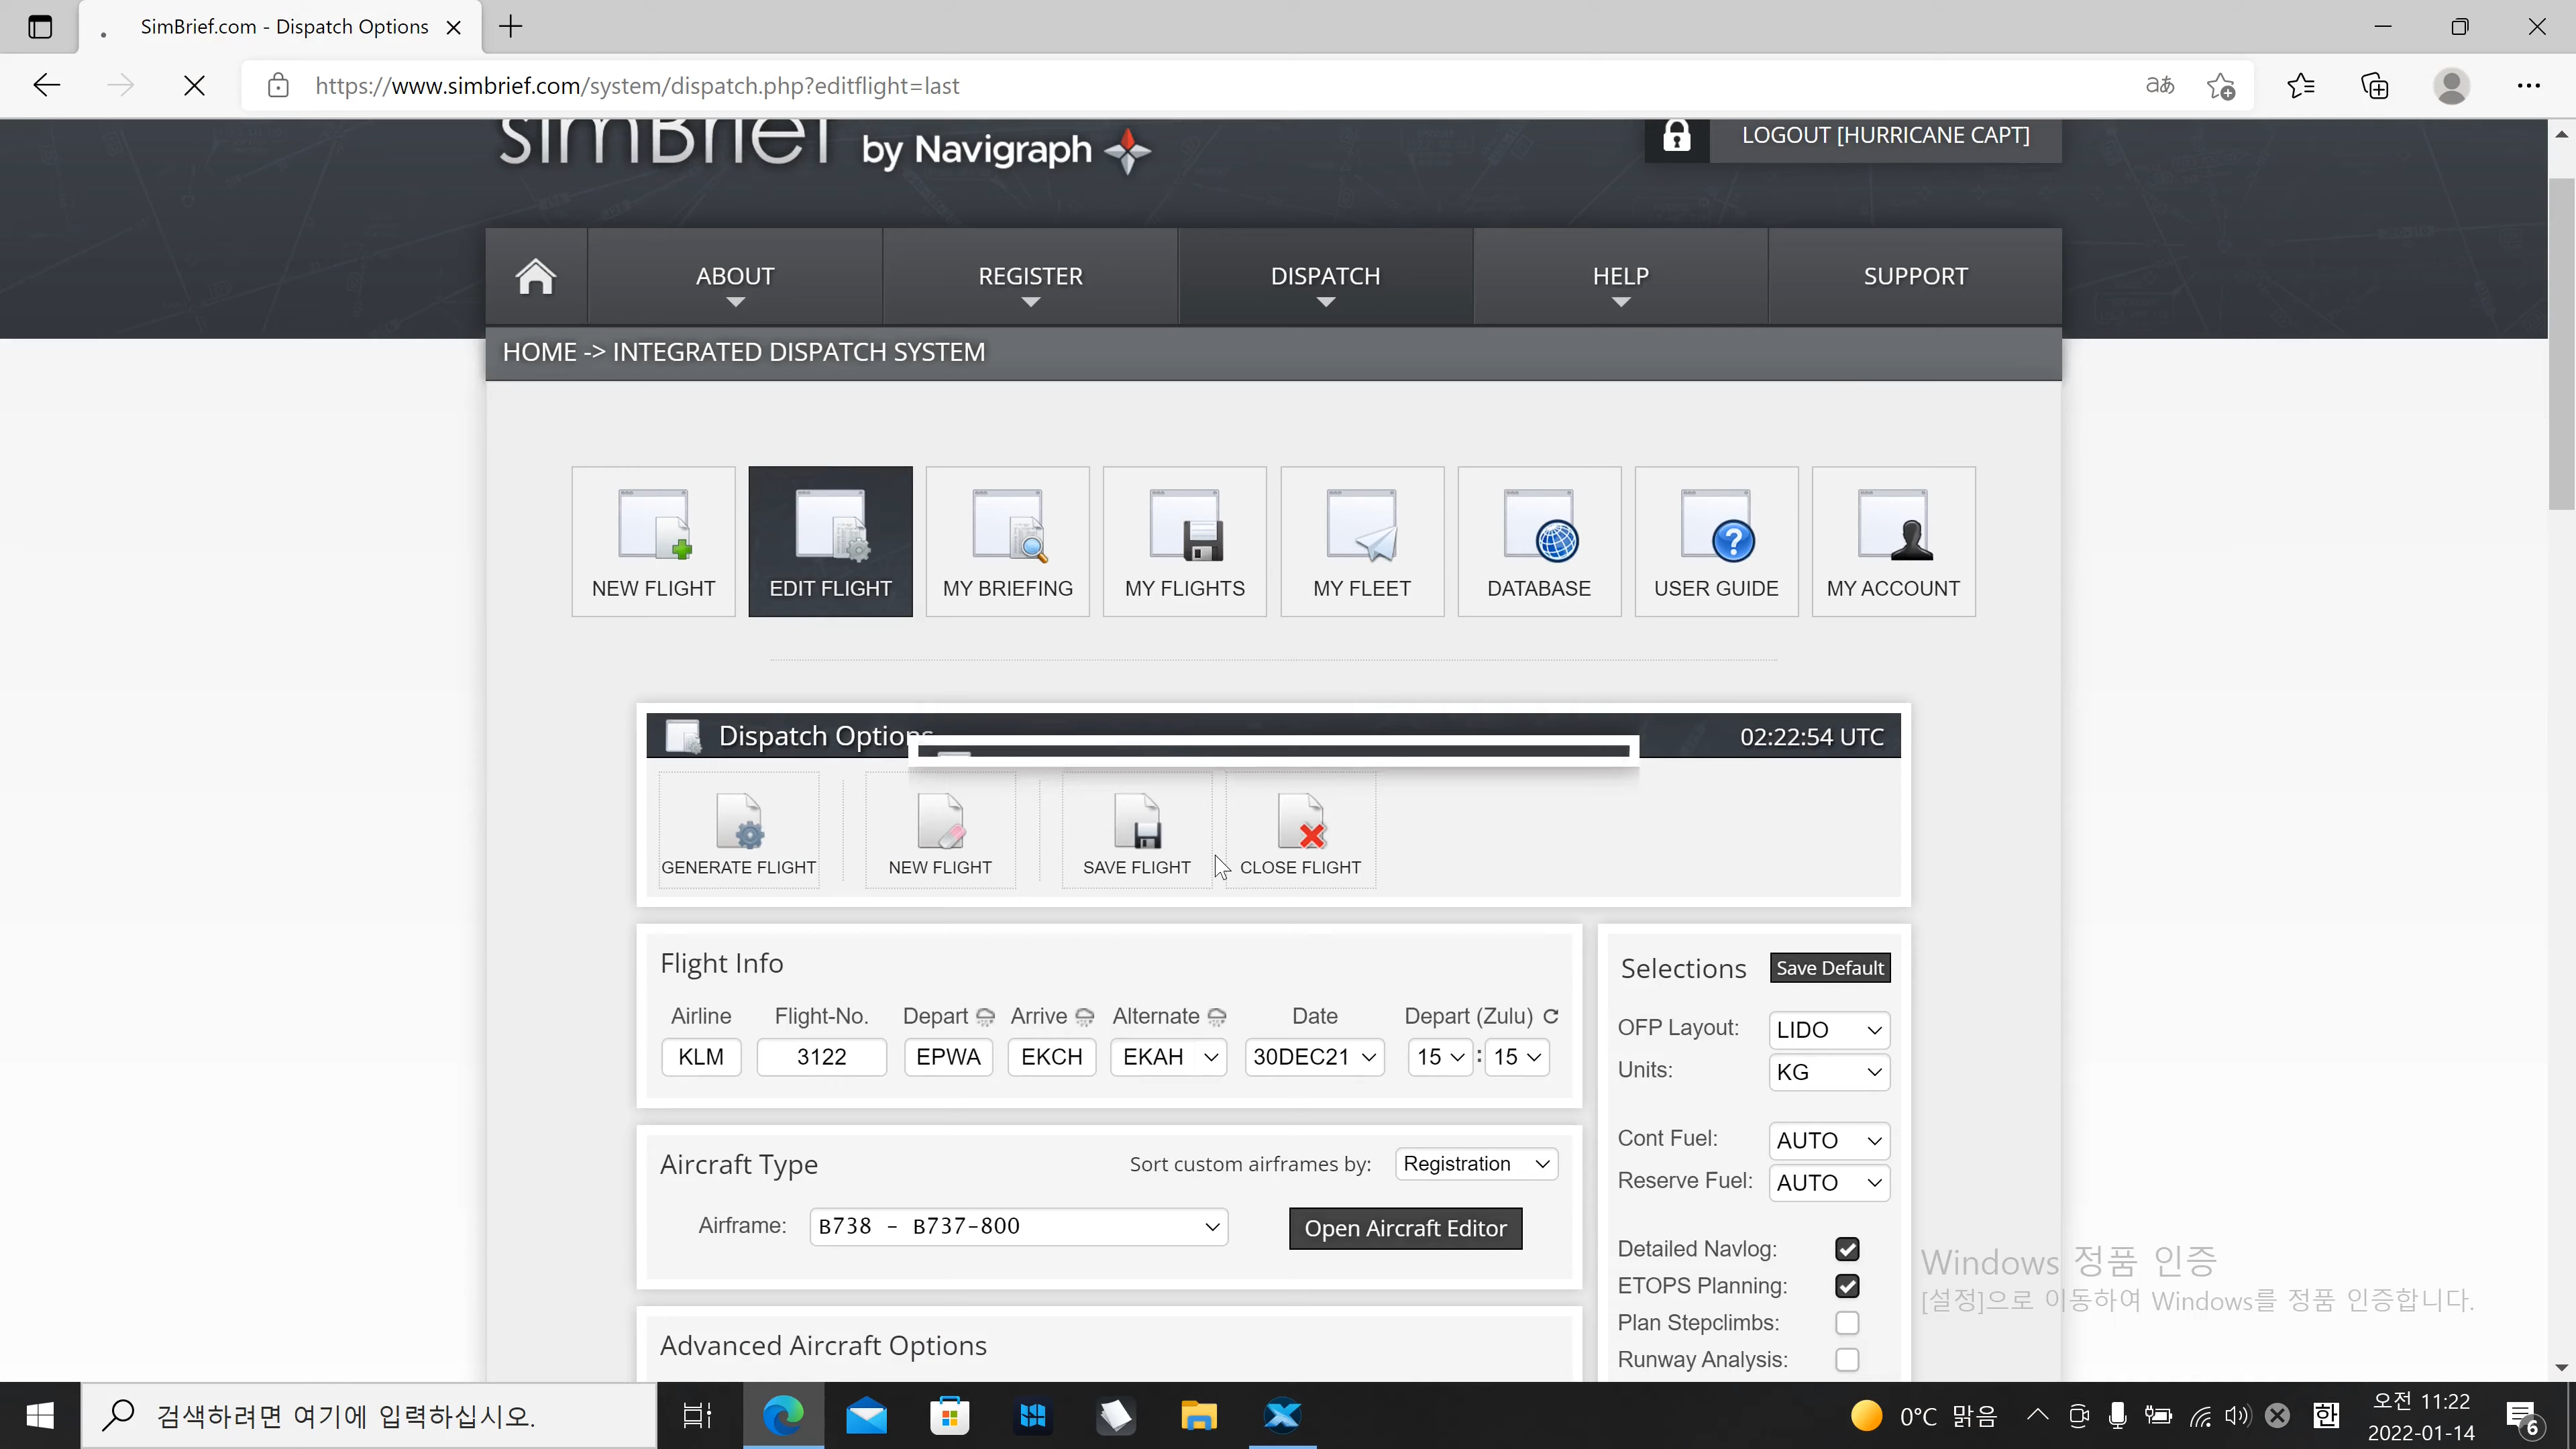 SimBrief.com - Dispatch Options
https://www.simbrief.com/system/dispatch.php?editflight=last
aあ
simBrief by Navigraph
LOGOUT [HURRICANE CAPT]
ABOUT REGISTER DISPATCH HELP SUPPORT
HOME -> INTEGRATED DISPATCH SYSTEM
NEW FLIGHT EDIT FLIGHT MY BRIEFING MY FLIGHTS MY FLEET DATABASE USER GUIDE MY ACCOUNT
Dispatch Options 02:22:54 UTC
GENERATE FLIGHT NEW FLIGHT SAVE FLIGHT CLOSE FLIGHT
Flight Info
Airline Flight-No. Depart Arrive Alternate Date Depart (Zulu)
KLM 3122 EPWA EKCH EKAH 30DEC21 15 : 15
Aircraft Type Sort custom airframes by: Registration
Airframe: B738 - B737-800 Open Aircraft Editor
Advanced Aircraft Options
Selections Save Default
OFP Layout: LIDO
Units: KG
Cont Fuel: AUTO
Reserve Fuel: AUTO
Detailed Navlog:
ETOPS Planning:
Plan Stepclimbs:
Runway Analysis:
Windows 정품 인증
[설정]으로 이동하여 Windows를 정품 인증합니다.
검색하려면 여기에 입력하십시오.
0°C 맑음
한
오전 11:22
2022-01-14
6